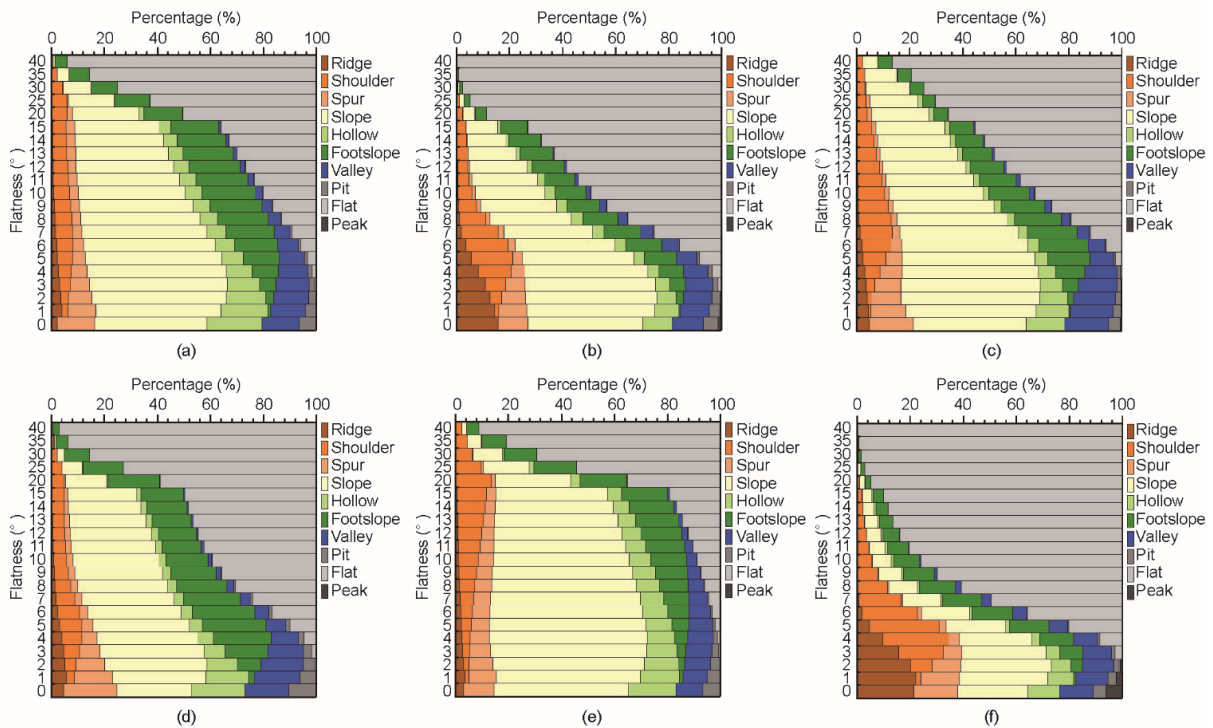 Percentage (%)
0 20 40 60 80 100
Flatness (°)
40
35
30
25
20
15
14
13
12
11
10
9
8
7
6
5
4
3
2
1
0
Ridge
Shoulder
Spur
Slope
Hollow
Footslope
Valley
Pit
Flat
Peak
(a)
Percentage (%)
0 20 40 60 80 100
Flatness (°)
40
35
30
25
20
15
14
13
12
11
10
9
8
7
6
5
4
3
2
1
0
Ridge
Shoulder
Spur
Slope
Hollow
Footslope
Valley
Pit
Flat
Peak
(b)
Percentage (%)
0 20 40 60 80 100
Flatness (°)
40
35
30
25
20
15
14
13
12
11
10
9
8
7
6
5
4
3
2
1
0
Ridge
Shoulder
Spur
Slope
Hollow
Footslope
Valley
Pit
Flat
Peak
(c)
Percentage (%)
0 20 40 60 80 100
Flatness (°)
40
35
30
25
20
15
14
13
12
11
10
9
8
7
6
5
4
3
2
1
0
Ridge
Shoulder
Spur
Slope
Hollow
Footslope
Valley
Pit
Flat
Peak
(d)
Percentage (%)
0 20 40 60 80 100
Flatness (°)
40
35
30
25
20
15
14
13
12
11
10
9
8
7
6
5
4
3
2
1
0
Ridge
Shoulder
Spur
Slope
Hollow
Footslope
Valley
Pit
Flat
Peak
(e)
Percentage (%)
0 20 40 60 80 100
Flatness (°)
40
35
30
25
20
15
14
13
12
11
10
9
8
7
6
5
4
3
2
1
0
Ridge
Shoulder
Spur
Slope
Hollow
Footslope
Valley
Pit
Flat
Peak
(f)